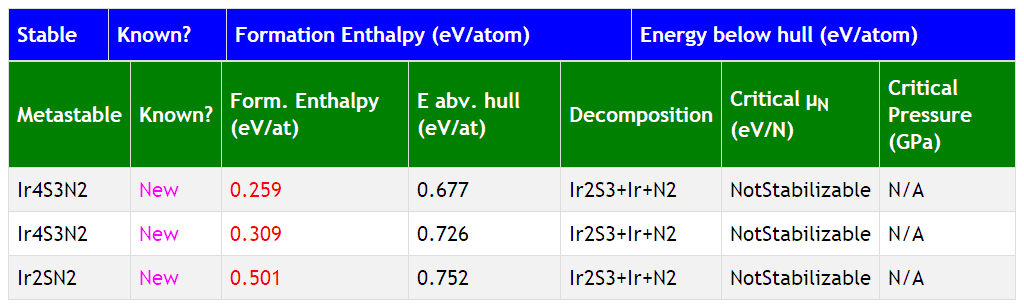 Stable Known? Formation Enthalpy (eV/atom) Energy below hull (eV/atom)
Metastable Known? Form. Enthalpy (eV/at) E abv. hull (eV/at) Decomposition Critical μN (eV/N) Critical Pressure (GPa)
Ir4S3N2 New 0.259 0.677 Ir2S3+Ir+N2 NotStabilizable N/A
Ir4S3N2 New 0.309 0.726 Ir2S3+Ir+N2 NotStabilizable N/A
Ir2SN2 New 0.501 0.752 Ir2S3+Ir+N2 NotStabilizable N/A